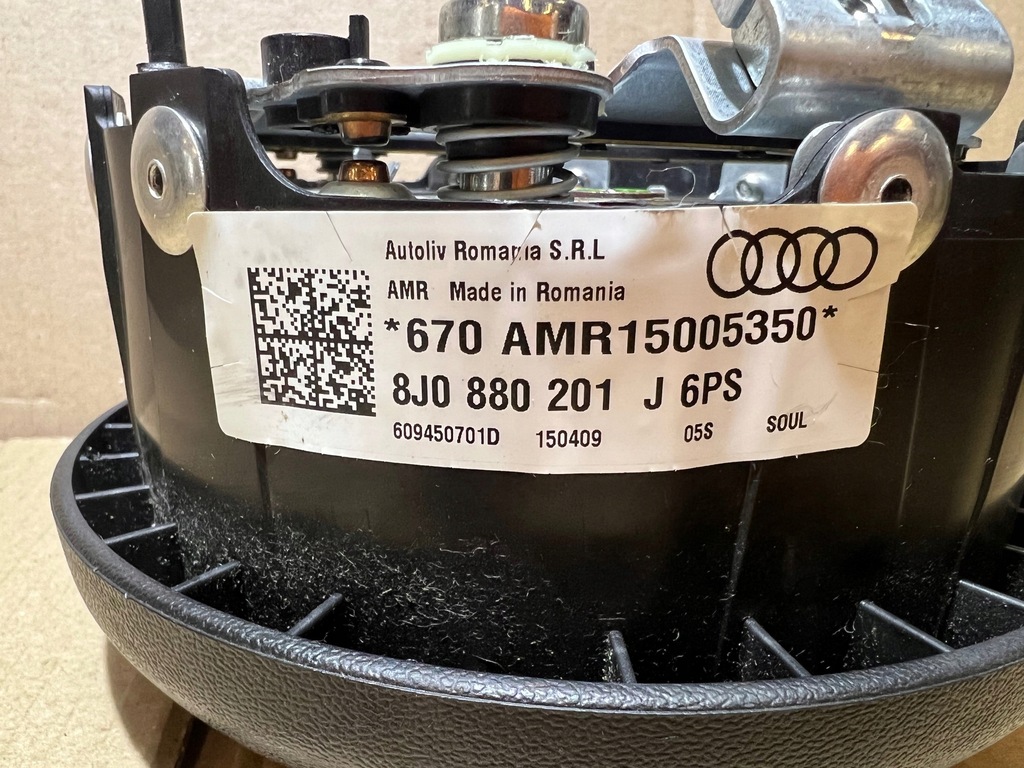 Autoliv Romania S.R.L
AMR Made in Romania
*670 AMR15005350*
8J0 880 201 J 6PS
609450701D 150409 05S SOUL